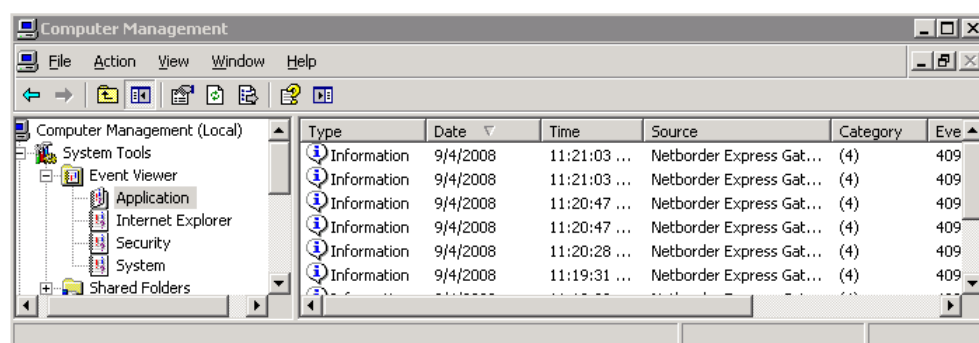 Computer Management
File Action View Window Help
Computer Management (Local)
System Tools
Event Viewer
Application
Internet Explorer
Security
System
Shared Folders
Type Date Time Source Category Eve
Information 9/4/2008 11:21:03 ... Netborder Express Gat... (4) 409
Information 9/4/2008 11:21:03 ... Netborder Express Gat... (4) 409
Information 9/4/2008 11:20:47 ... Netborder Express Gat... (4) 409
Information 9/4/2008 11:20:47 ... Netborder Express Gat... (4) 409
Information 9/4/2008 11:20:28 ... Netborder Express Gat... (4) 409
Information 9/4/2008 11:19:31 ... Netborder Express Gat... (4) 409